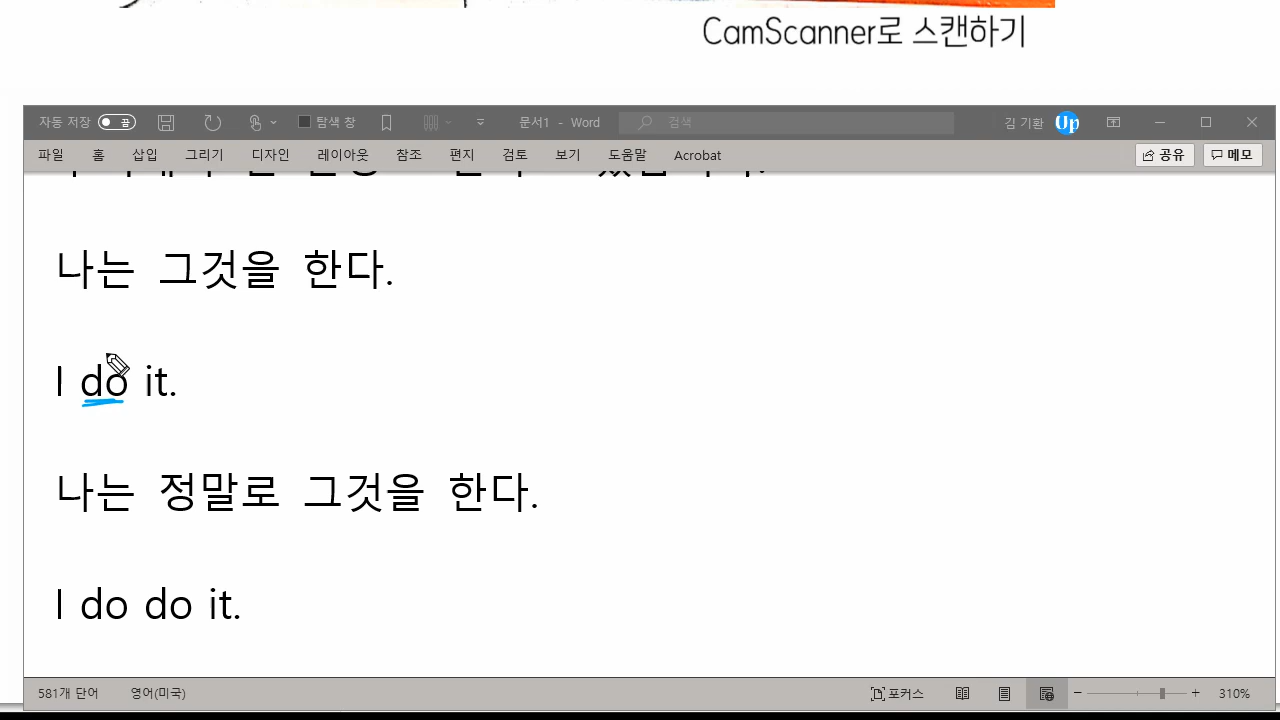 CamScanner로 스캔하기
자동 저장 끔 탐색 창 문서1 - Word 검색 김 기환 Up
파일 홈 삽입 그리기 디자인 레이아웃 참조 편지 검토 보기 도움말 Acrobat 공유 메모
나는 그것을 한다.
I do it.
나는 정말로 그것을 한다.
I do do it.
581개 단어 영어(미국) 포커스 310%